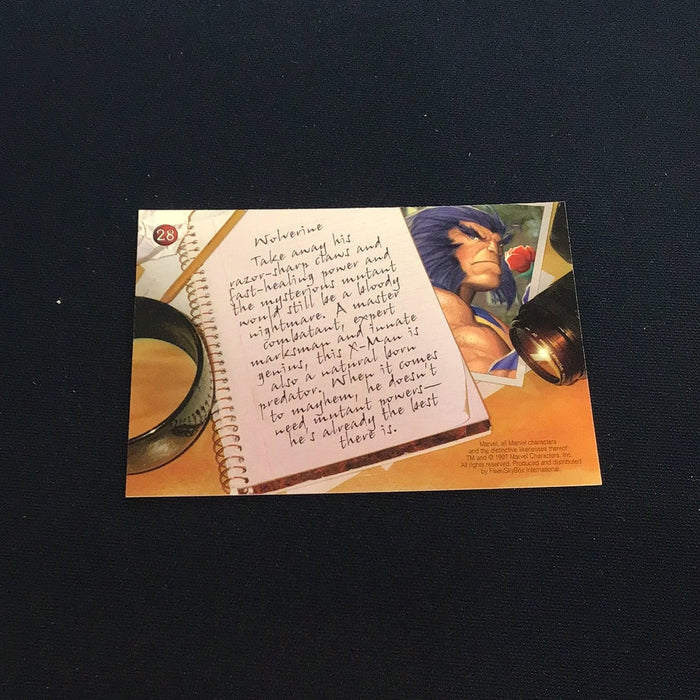 28
Wolverine
Take away his
razor-sharp claws and
fast-healing power and
the mysterious mutant
would still be a bloody
nightmare. A master
combatant, expert
marksman and innate
genius, this X-Man is
also a natural born
predator. When it comes
to mayhem, he doesn't
need mutant powers—
he's already the best
there is.
Marvel, all Marvel characters
and the distinctive likenesses thereof:
TM and © 1997 Marvel Characters, Inc.
All rights reserved. Produced and distributed
by Fleer/SkyBox International.